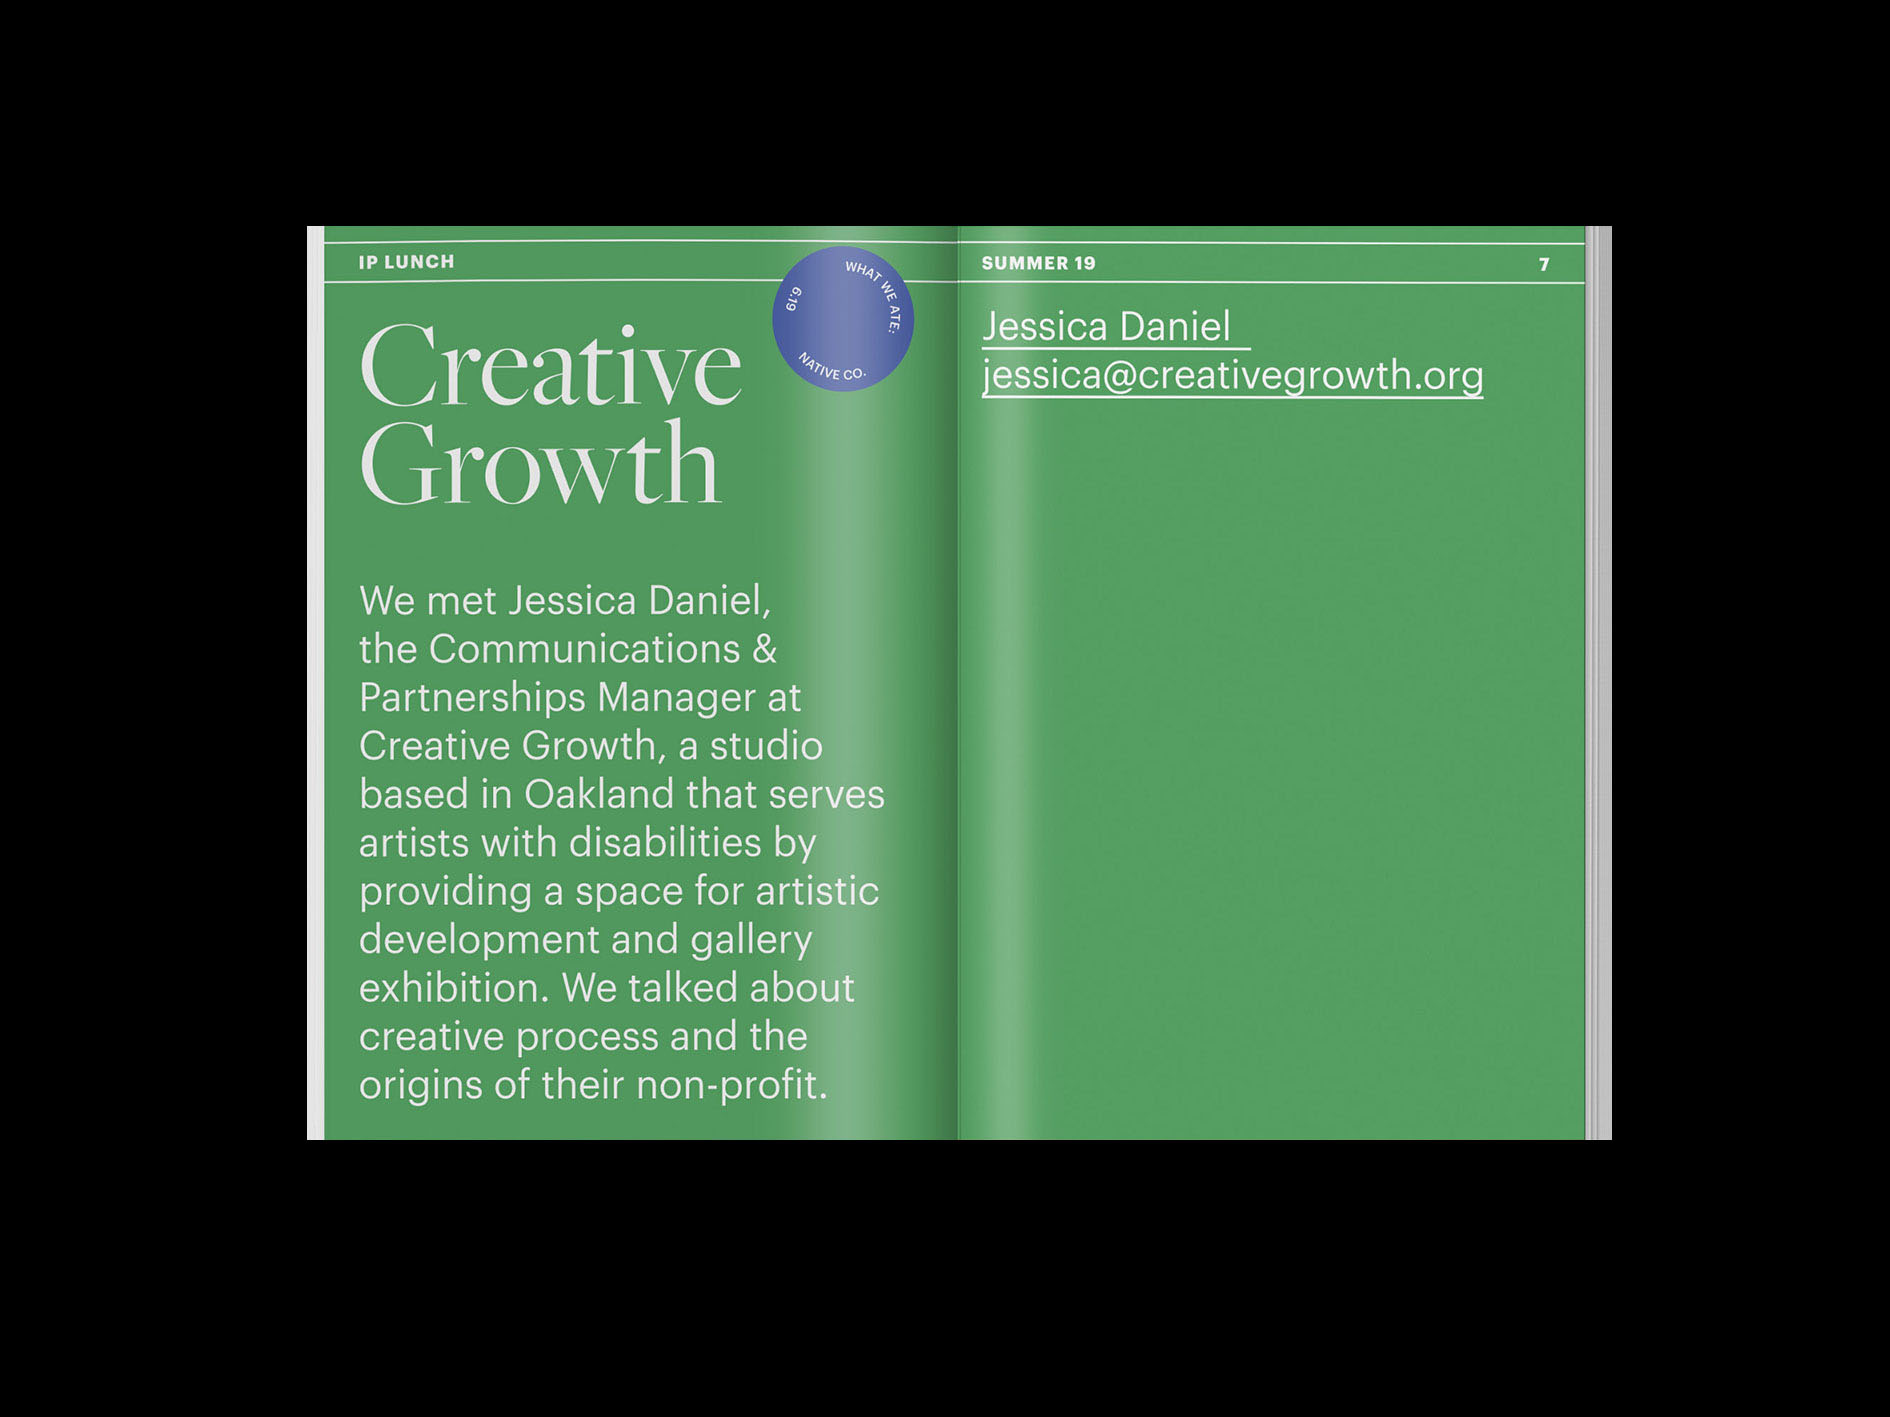 IP LUNCH
Creative
Growth
WHAT WE ATE:
NATIVE CO.
6.19
We met Jessica Daniel,
the Communications &
Partnerships Manager at
Creative Growth, a studio
based in Oakland that serves
artists with disabilities by
providing a space for artistic
development and gallery
exhibition. We talked about
creative process and the
origins of their non-profit.
SUMMER 19
7
Jessica Daniel
jessica@creativegrowth.org